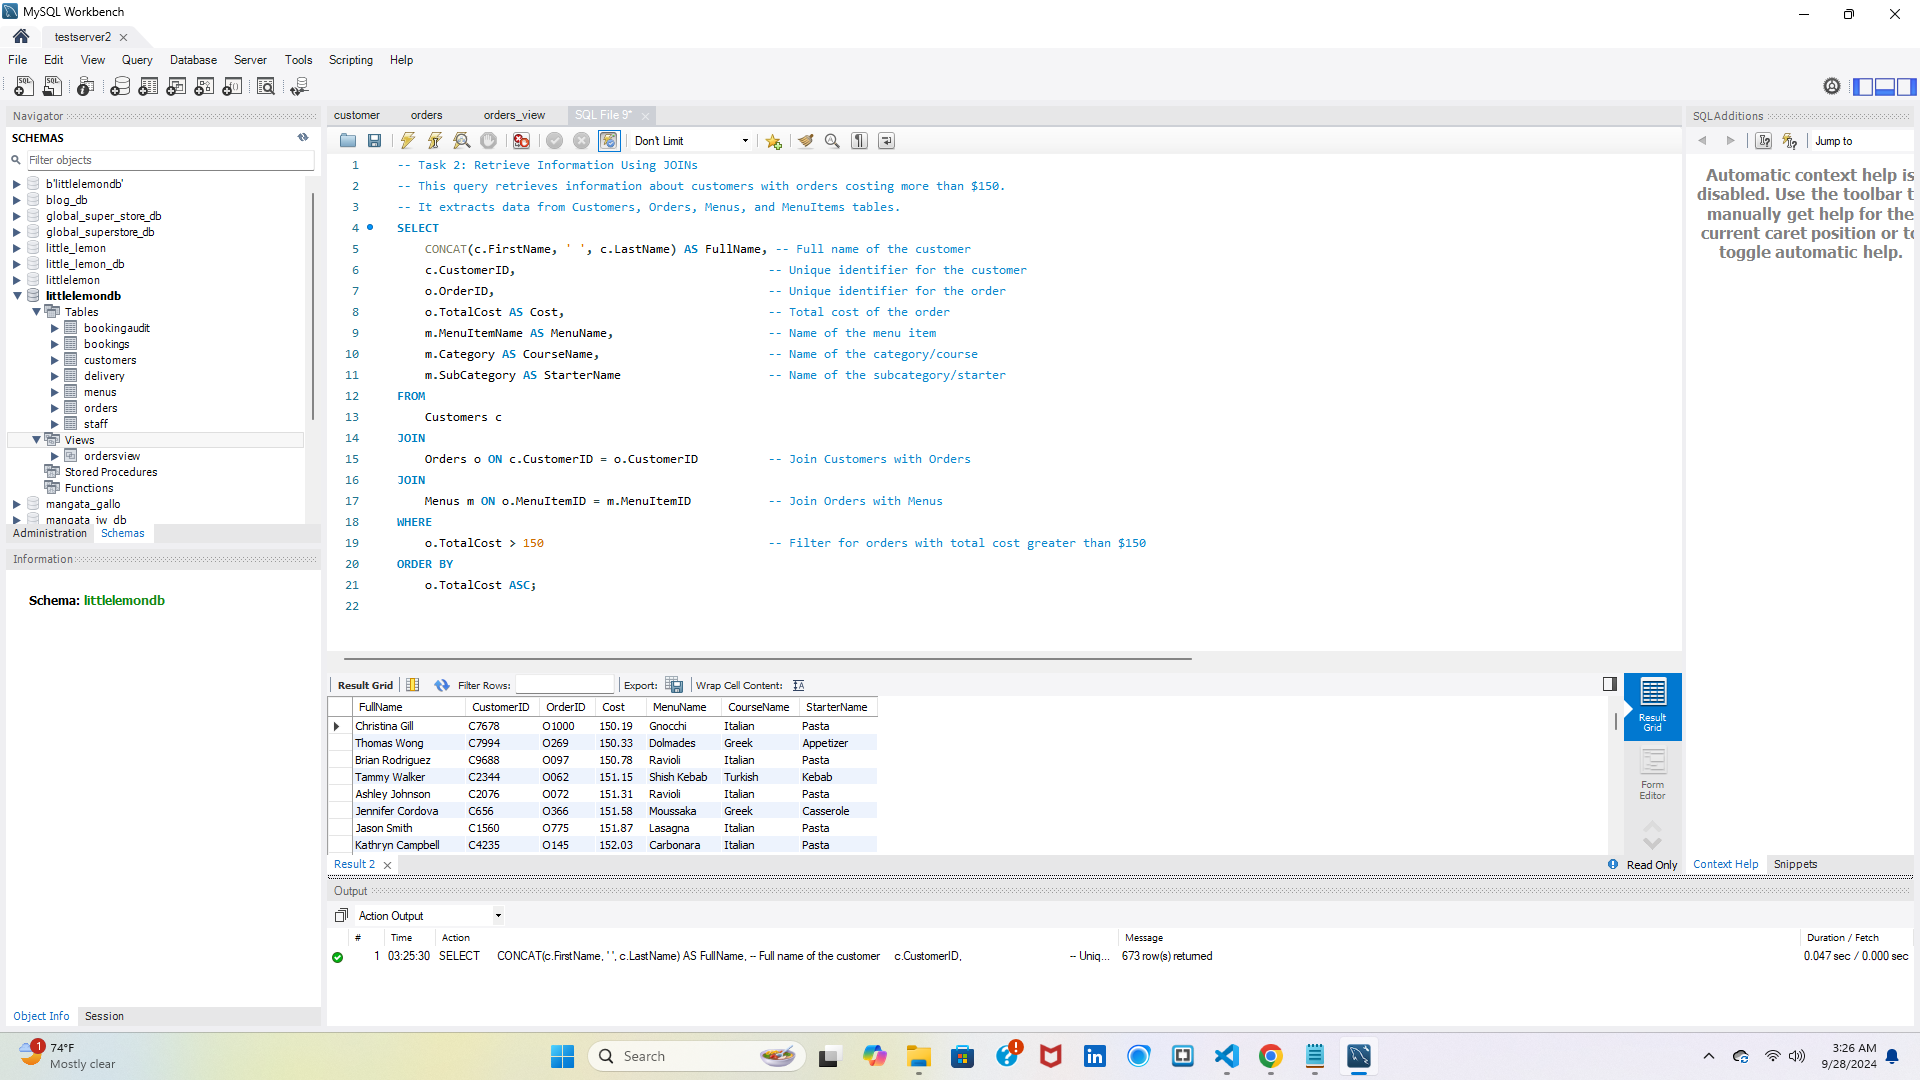 MySQL Workbench
testserver2
File Edit View Query Database Server Tools Scripting Help
Navigator
SCHEMAS
Filter objects
b'littlelemondb'
blog_db
global_super_store_db
global_superstore_db
little_lemon
little_lemon_db
littlelemon
littlelemondb
Tables
bookingaudit
bookings
customers
delivery
menus
orders
staff
Views
ordersview
Stored Procedures
Functions
mangata_gallo
mangata_jw_db
Administration Schemas
Information
Schema: littlelemondb
Object Info Session
customer orders orders_view SQL File 9*
Don't Limit
1 -- Task 2: Retrieve Information Using JOINs
2 -- This query retrieves information about customers with orders costing more than $150.
3 -- It extracts data from Customers, Orders, Menus, and MenuItems tables.
4 SELECT
5 CONCAT(c.FirstName, ' ', c.LastName) AS FullName, -- Full name of the customer
6 c.CustomerID, -- Unique identifier for the customer
7 o.OrderID, -- Unique identifier for the order
8 o.TotalCost AS Cost, -- Total cost of the order
9 m.MenuItemName AS MenuName, -- Name of the menu item
10 m.Category AS CourseName, -- Name of the category/course
11 m.SubCategory AS StarterName -- Name of the subcategory/starter
12 FROM
13 Customers c
14 JOIN
15 Orders o ON c.CustomerID = o.CustomerID -- Join Customers with Orders
16 JOIN
17 Menus m ON o.MenuItemID = m.MenuItemID -- Join Orders with Menus
18 WHERE
19 o.TotalCost > 150 -- Filter for orders with total cost greater than $150
20 ORDER BY
21 o.TotalCost ASC;
22
Result Grid Filter Rows: Export: Wrap Cell Content:
FullName CustomerID OrderID Cost MenuName CourseName StarterName
Christina Gill C7678 O1000 150.19 Gnocchi Italian Pasta
Thomas Wong C7994 O269 150.33 Dolmades Greek Appetizer
Brian Rodriguez C9688 O097 150.78 Ravioli Italian Pasta
Tammy Walker C2344 O062 151.15 Shish Kebab Turkish Kebab
Ashley Johnson C2076 O072 151.31 Ravioli Italian Pasta
Jennifer Cordova C656 O366 151.58 Moussaka Greek Casserole
Jason Smith C1560 O775 151.87 Lasagna Italian Pasta
Kathryn Campbell C4235 O145 152.03 Carbonara Italian Pasta
Result Grid
Form Editor
Result 2
Read Only
Output
Action Output
# Time Action Message Duration / Fetch
1 03:25:30 SELECT CONCAT(c.FirstName, ' ', c.LastName) AS FullName, -- Full name of the customer c.CustomerID, -- Uniq... 673 row(s) returned 0.047 sec / 0.000 sec
SQLAdditions
Jump to
Automatic context help is
disabled. Use the toolbar t
manually get help for the
current caret position or to
toggle automatic help.
Context Help Snippets
1
74°F
Mostly clear
Search
3:26 AM
9/28/2024